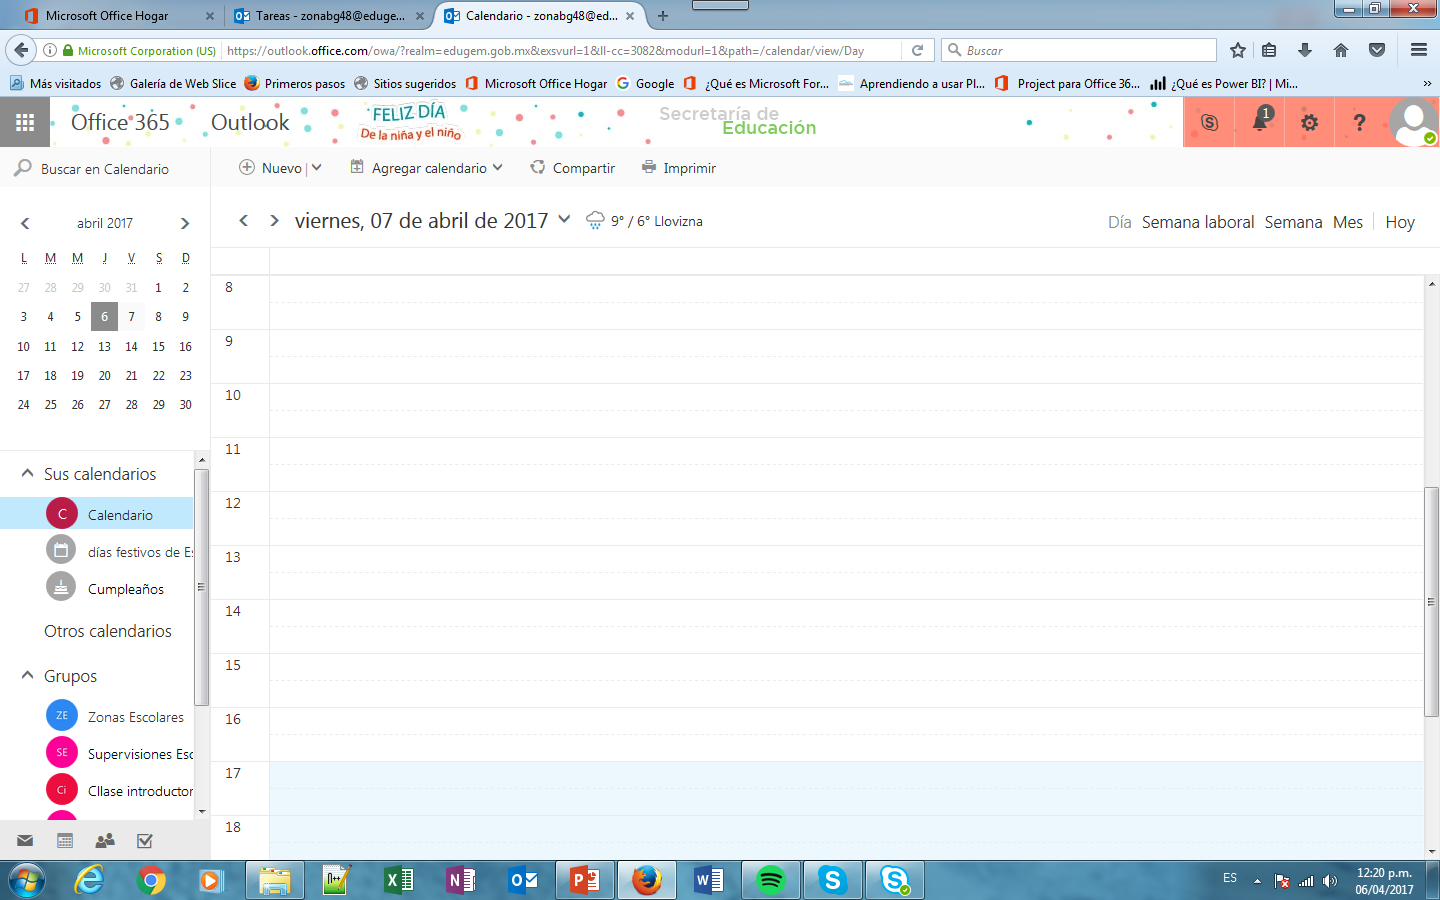 Microsoft Office Hogar
Tareas - zonabg48@eduge...
Calendario - zonabg48@ed...
Microsoft Corporation (US)
https://outlook.office.com/owa/?realm=edugem.gob.mx&exsvurl=1&ll-cc=3082&modurl=1&path=/calendar/view/Day
Buscar
Más visitados
Galería de Web Slice
Primeros pasos
Sitios sugeridos
Microsoft Office Hogar
Google
¿Qué es Microsoft For...
Aprendiendo a usar Pl...
Project para Office 36...
¿Qué es Power BI? | Mi...
Office 365
Outlook
FELIZ DÍA
De la niña y el niño
Secretaría de
Educación
1
Buscar en Calendario
Nuevo
Agregar calendario
Compartir
Imprimir
abril 2017
L M M J V S D
27 28 29 30 31 1 2
3 4 5 6 7 8 9
10 11 12 13 14 15 16
17 18 19 20 21 22 23
24 25 26 27 28 29 30
viernes, 07 de abril de 2017
9° / 6° Llovizna
Día Semana laboral Semana Mes Hoy
8
9
10
11
12
13
14
15
16
17
18
Sus calendarios
C Calendario
días festivos de Es
Cumpleaños
Otros calendarios
Grupos
ZE Zonas Escolares
SE Supervisiones Esc
Ci Cllase introductor
ES
12:20 p.m.
06/04/2017